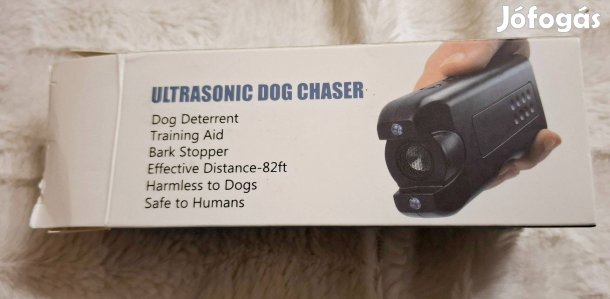 Jófogás
ULTRASONIC DOG CHASER
Dog Deterrent
Training Aid
Bark Stopper
Effective Distance-82ft
Harmless to Dogs
Safe to Humans